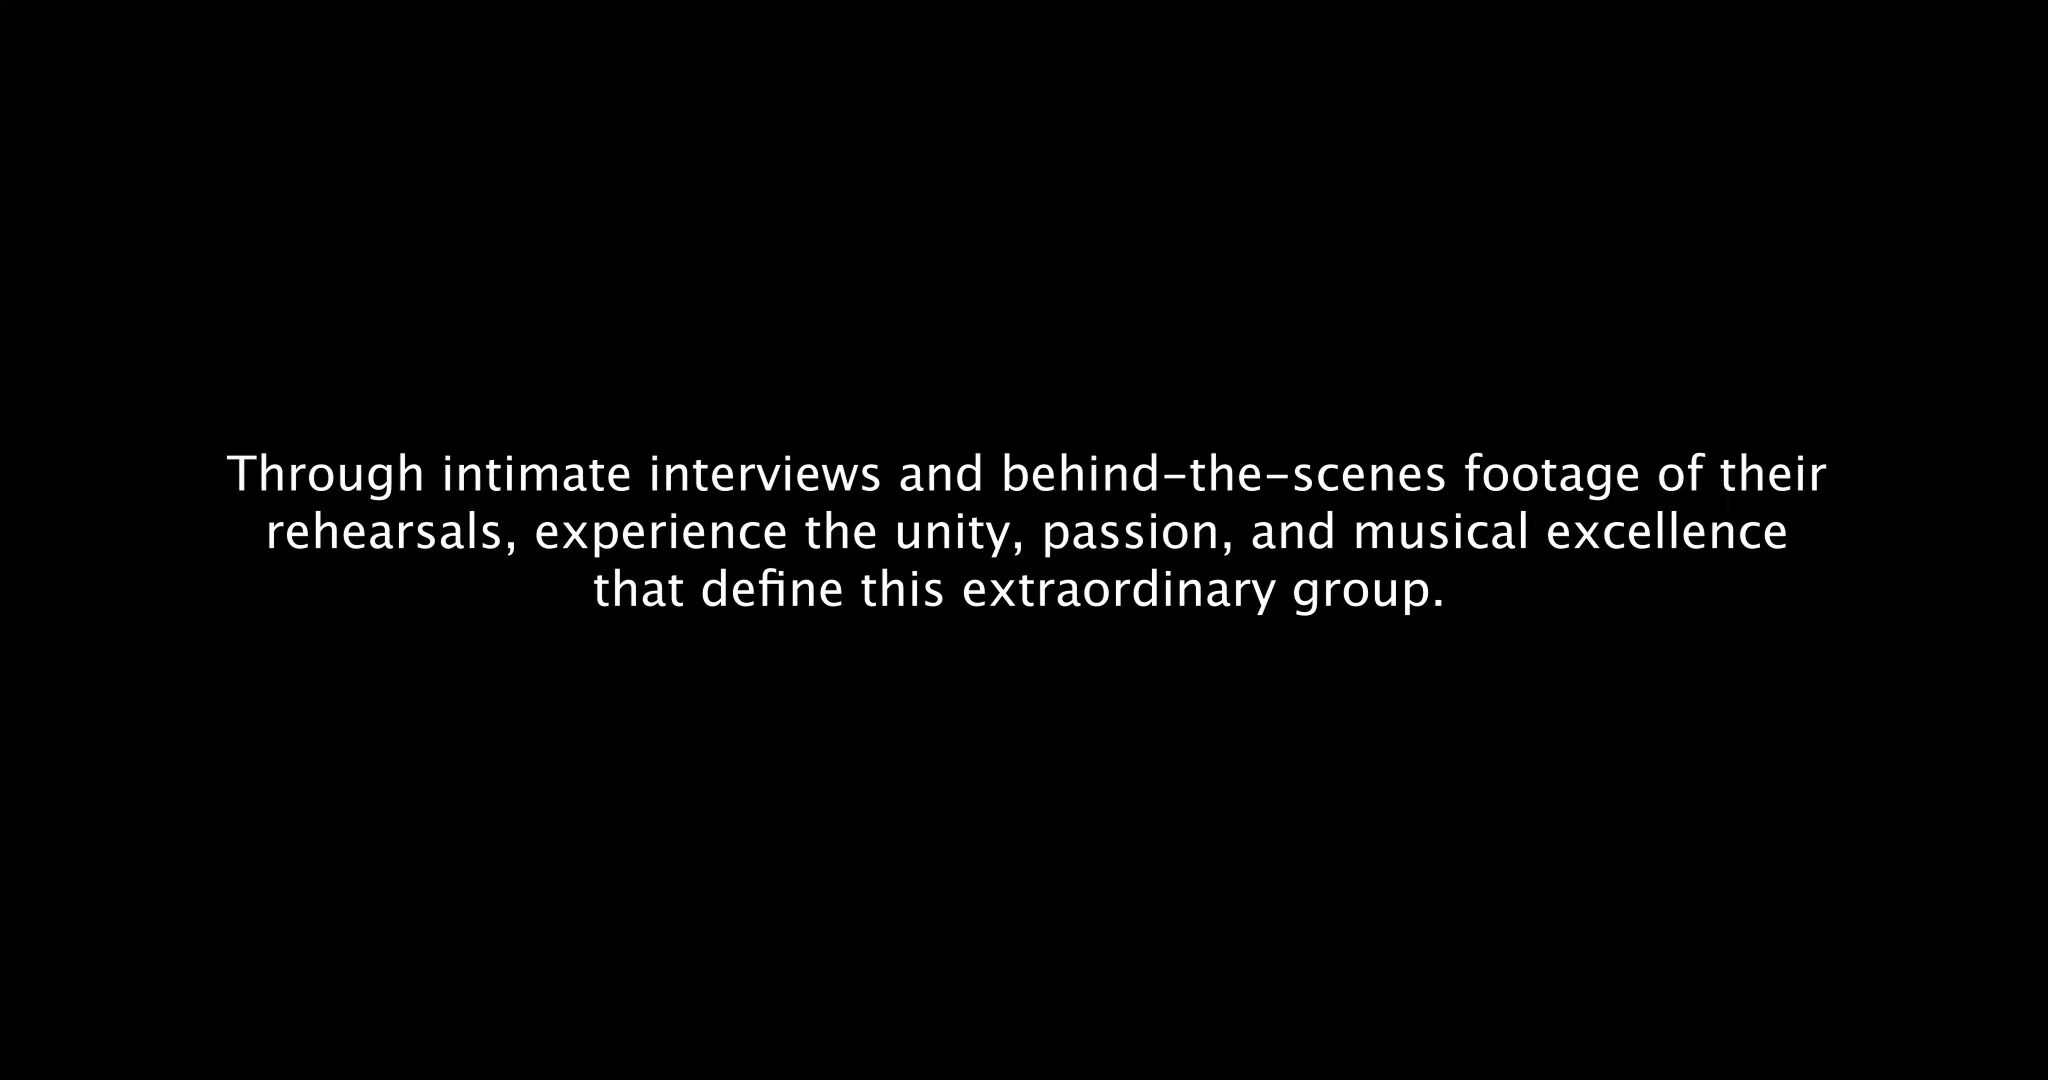 Through intimate interviews and behind-the-scenes footage of their
rehearsals, experience the unity, passion, and musical excellence
that define this extraordinary group.